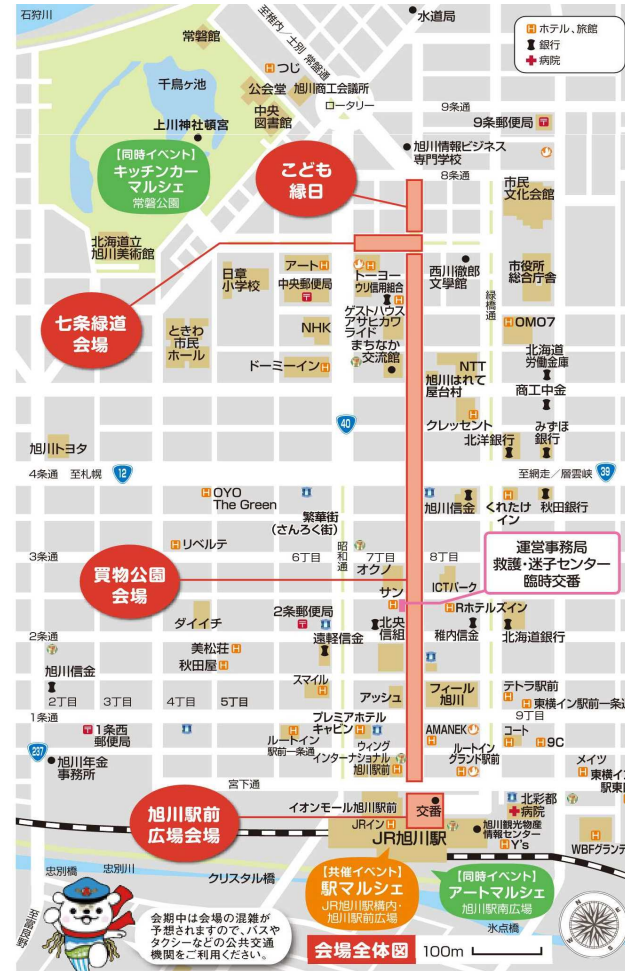 石狩川
至稚内/士別 常盤通
水道局
ホテル、旅館
銀行
病院
常磐館
つじ
千鳥ヶ池
公会堂
旭川商工会議所
ロータリー
中央
図書館
9条通
上川神社頓宮
9条郵便局
旭川情報ビジネス
専門学校
8条通
【同時イベント】
キッチンカー
マルシェ
常磐公園
こども
縁日
市民
文化会館
北海道立
旭川美術館
日章
小学校
アート
中央郵便局
トーヨー
ウリ信用組合
西川徹郎
文學館
緑橋通
市役所
総合庁舎
七条緑道
会場
ときわ
市民
ホール
NHK
ゲストハウス
アサヒカワ
ライド
まちなか
交流館
OMO7
北海道
労働金庫
ドーミーイン
NTT
旭川はれて
屋台村
商工中金
クレッセント
みずほ
銀行
北洋銀行
40
旭川トヨタ
4条通 至札幌
12
至網走/層雲峡
39
OYO
The Green
旭川信金
くれたけ
イン
秋田銀行
繁華街
(さんろく街)
リベルテ
昭和通
3条通
6丁目
7丁目
8丁目
オクノ
ICTパーク
運営事務局
救護・迷子センター
臨時交番
買物公園
会場
サン
Rホテルズイン
ダイイチ
2条郵便局
北央
信組
稚内信金
北海道銀行
2条通
遠軽信金
美松荘
秋田屋
旭川信金
スマイル
アッシュ
フィール
旭川
テトラ駅前
東横イン駅前一条通
2丁目
3丁目
4丁目
5丁目
9丁目
1条通
1条西
郵便局
プレミアホテル
キャビン
ルートイン
駅前一条通
ウィング
インターナショナル
旭川駅前
AMANEK
ルートイン
グランド駅前
コート
9C
237
旭川年金
事務所
メイツ
東横イン
駅東
宮下通
旭川駅前
広場会場
イオンモール旭川駅前
交番
北彩都
病院
JRイン
JR旭川駅
旭川観光物産
情報センター
Y's
WBFグランデ
忠別橋
忠別川
クリスタル橋
【共催イベント】
駅マルシェ
JR旭川駅構内・
旭川駅前広場
【同時イベント】
アートマルシェ
旭川駅南広場
氷点橋
至富良野
会期中は会場の混雑が
予想されますので、バスや
タクシーなどの公共交通
機関をご利用ください。
会場全体図
100m